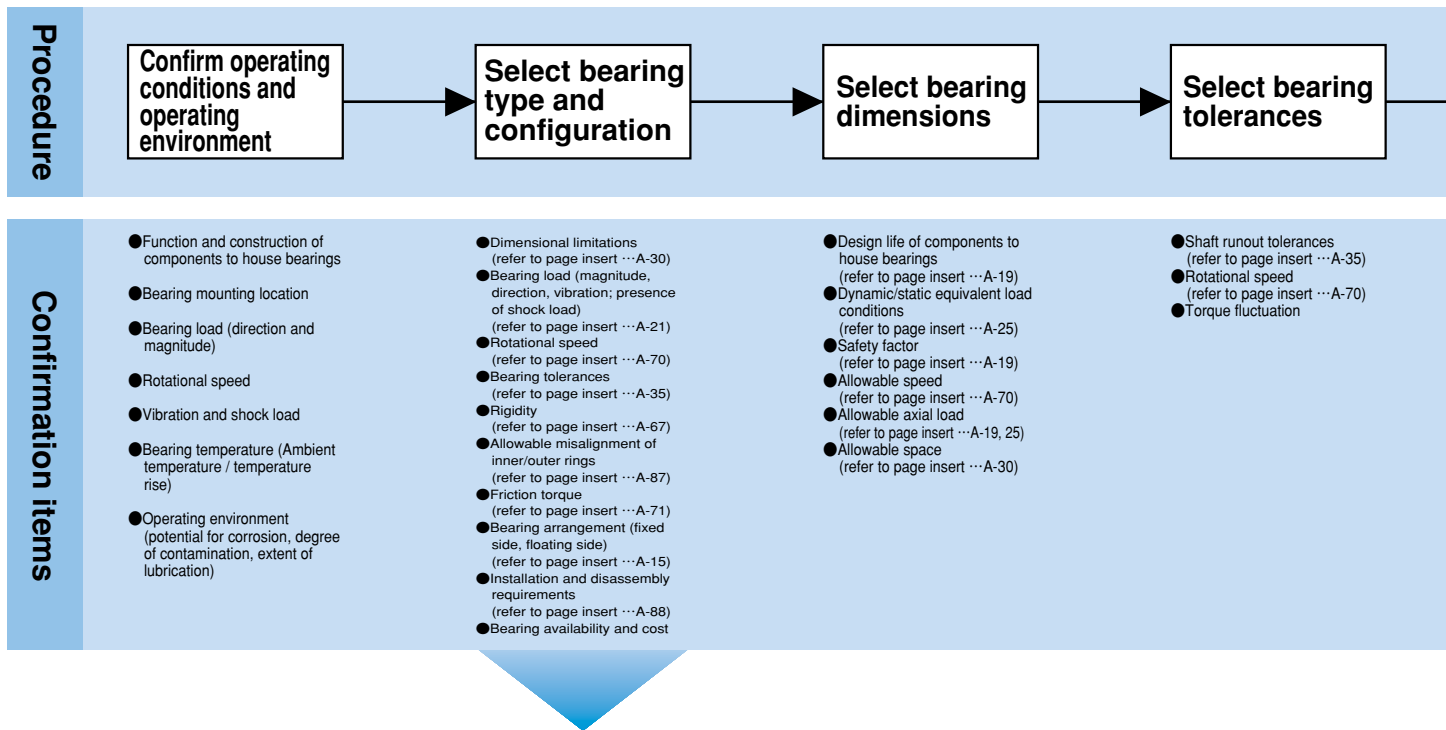 Procedure
Confirm operating
conditions and
operating
environment
Select bearing
type and
configuration
Select bearing
dimensions
Select bearing
tolerances
Confirmation items
●Function and construction of
components to house bearings
●Bearing mounting location
●Bearing load (direction and
magnitude)
●Rotational speed
●Vibration and shock load
●Bearing temperature (Ambient
temperature / temperature
rise)
●Operating environment
(potential for corrosion, degree
of contamination, extent of
lubrication)
●Dimensional limitations
(refer to page insert …A-30)
●Bearing load (magnitude,
direction, vibration; presence
of shock load)
(refer to page insert …A-21)
●Rotational speed
(refer to page insert …A-70)
●Bearing tolerances
(refer to page insert …A-35)
●Rigidity
(refer to page insert …A-67)
●Allowable misalignment of
inner/outer rings
(refer to page insert …A-87)
●Friction torque
(refer to page insert …A-71)
●Bearing arrangement (fixed
side, floating side)
(refer to page insert …A-15)
●Installation and disassembly
requirements
(refer to page insert …A-88)
●Bearing availability and cost
●Design life of components to
house bearings
(refer to page insert …A-19)
●Dynamic/static equivalent load
conditions
(refer to page insert …A-25)
●Safety factor
(refer to page insert …A-19)
●Allowable speed
(refer to page insert …A-70)
●Allowable axial load
(refer to page insert …A-19, 25)
●Allowable space
(refer to page insert …A-30)
●Shaft runout tolerances
(refer to page insert …A-35)
●Rotational speed
(refer to page insert …A-70)
●Torque fluctuation